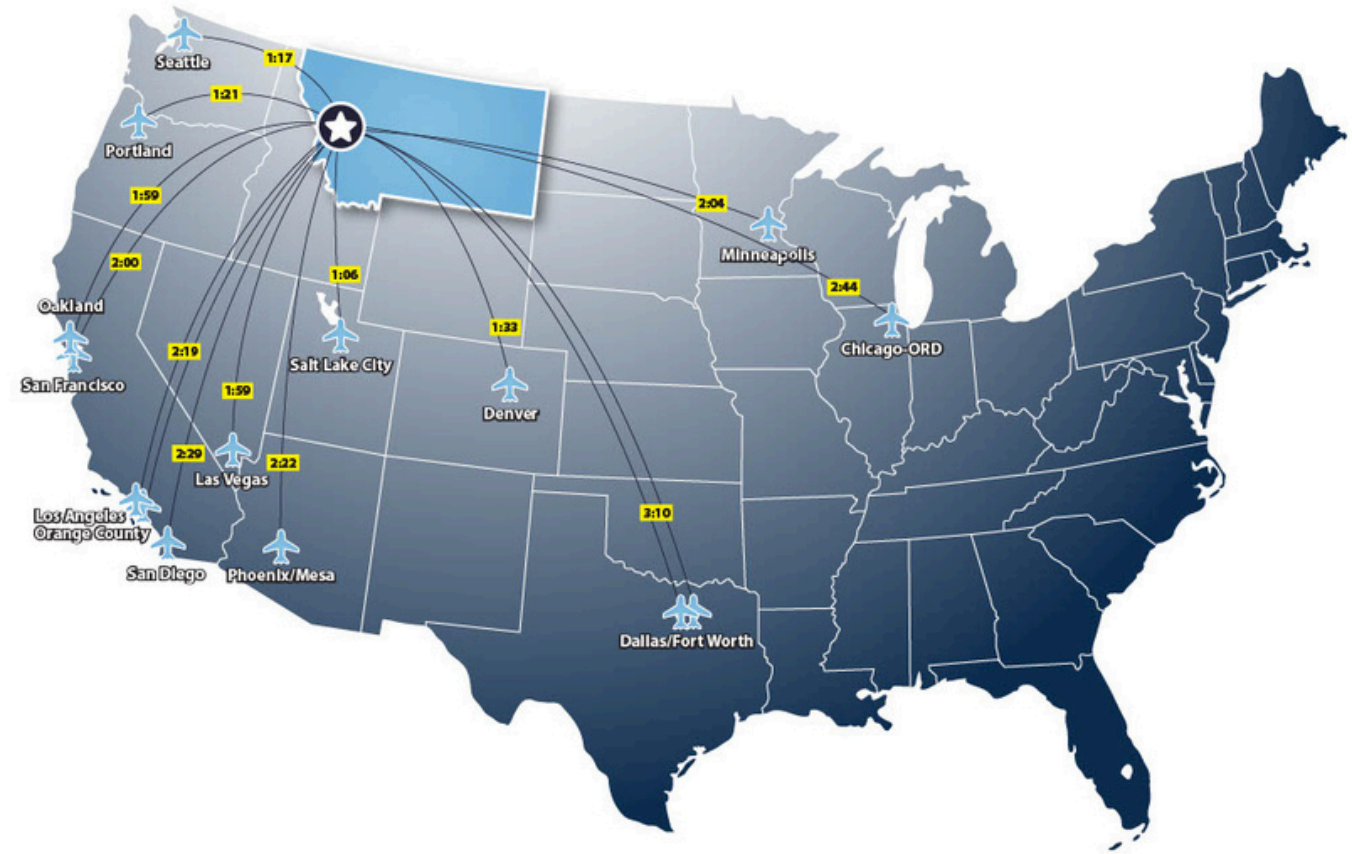 Seattle
1:17
1:21
Portland
1:59
2:04
Minneapolis
2:00
1:06
2:44
Oakland
1:33
Chicago-ORD
2:19
Salt Lake City
San Francisco
1:59
Denver
2:29
2:22
Las Vegas
3:10
Los Angeles
Orange County
San Diego
Phoenix/Mesa
Dallas/Fort Worth